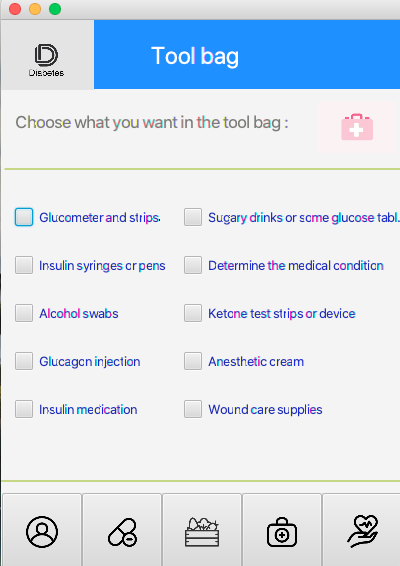 Diabetes
Tool bag
Choose what you want in the tool bag :
Glucometer and strips.
Sugary drinks or some glucose tabl..
Insulin syringes or pens
Determine the medical condition
Alcohol swabs
Ketone test strips or device
Glucagon injection
Anesthetic cream
Insulin medication
Wound care supplies